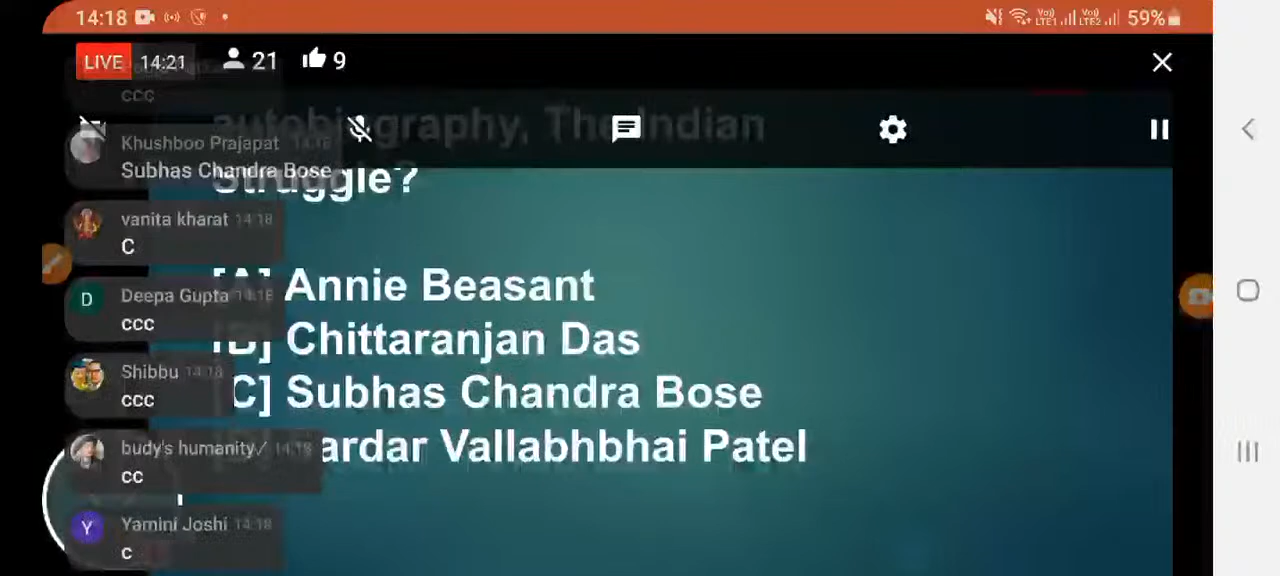 14:18
59%
LIVE 14:21 21 9
ccc
autobiography, The Indian
Struggle?
Khushboo Prajapat 14:18
Subhas Chandra Bose
vanita kharat 14:18
C
[A] Annie Beasant
D
Deepa Gupta 14:18
ccc
[B] Chittaranjan Das
Shibbu 14:18
ccc
C] Subhas Chandra Bose
ardar Vallabhbhai Patel
budy's humanity✓ 14:18
cc
Y
Yamini Joshi 14:18
c